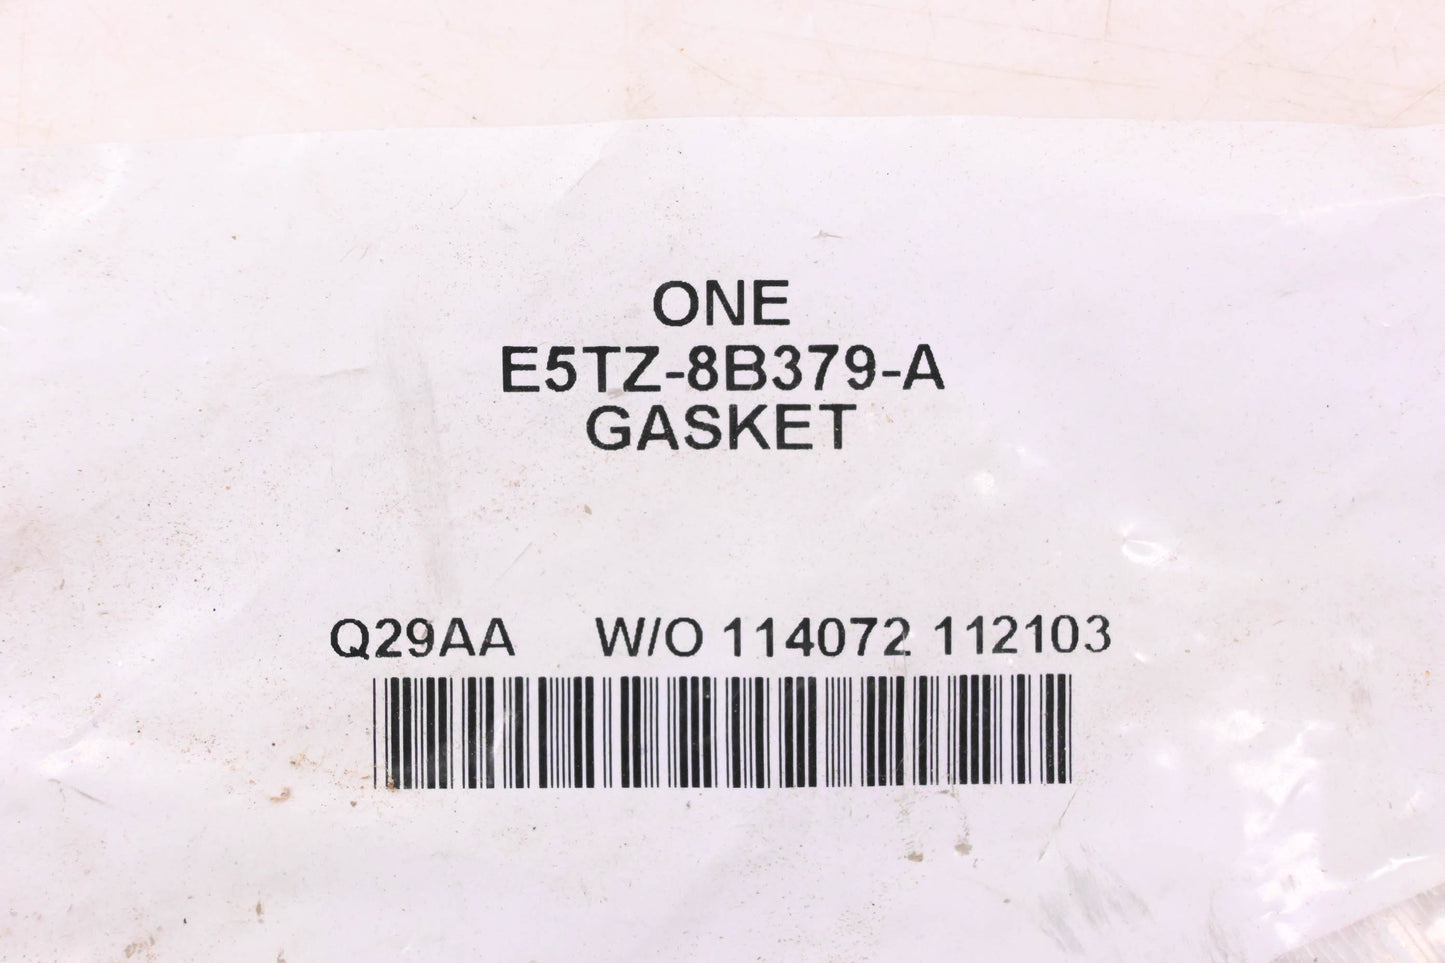 ONE
E5TZ-8B379-A
GASKET
Q29AA W/O 114072 112103